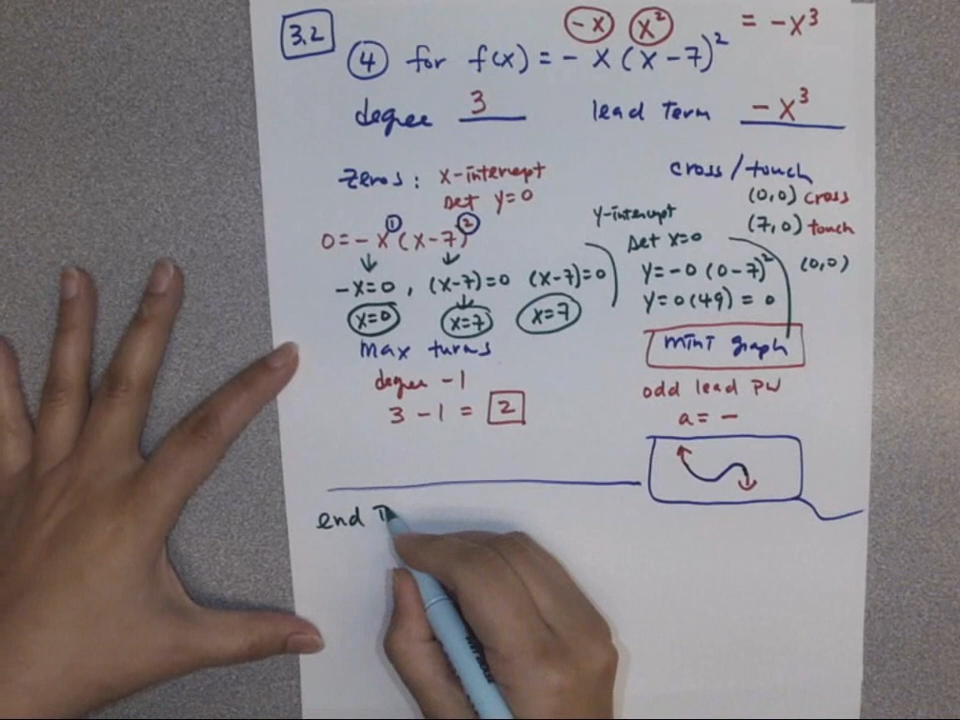 3.2
-x x² = -x³
④ for f(x) = - x (x-7)²
degree 3 lead term -x³
zeros: x-intercept
set y=0
0 = -x① (x-7)②
-x=0, (x-7)=0 (x-7)=0
x=0 x=7 x=7
max turns
degree -1
3 - 1 = 2
y-intercept
set x=0
y = -0 (0-7)²
y = 0 (49) = 0
cross/touch
(0,0) cross
(7,0) touch
(0,0)
mini graph
odd lead pw
a = -
end